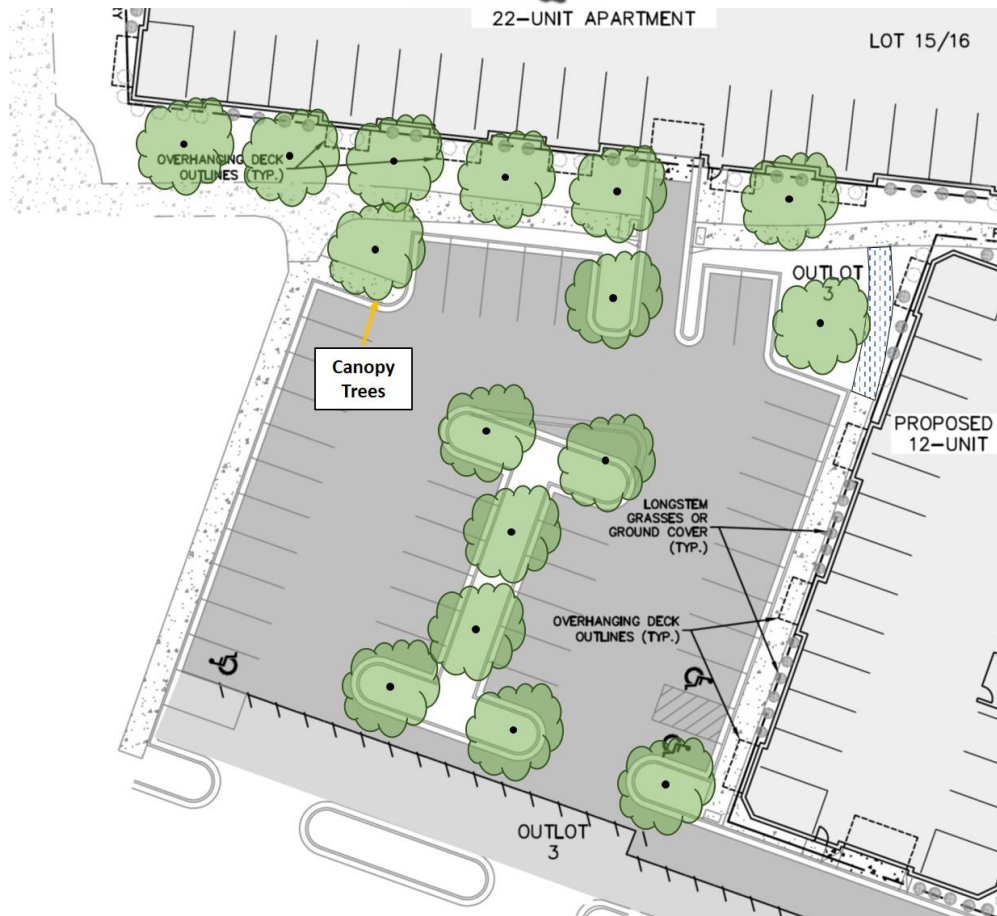 22-UNIT APARTMENT
LOT 15/16
OVERHANGING DECK
OUTLINES (TYP.)
OUTLOT
3
Canopy
Trees
PROPOSED
12-UNIT
LONGSTEM
GRASSES OR
GROUND COVER
(TYP.)
OVERHANGING DECK
OUTLINES (TYP.)
OUTLOT
3